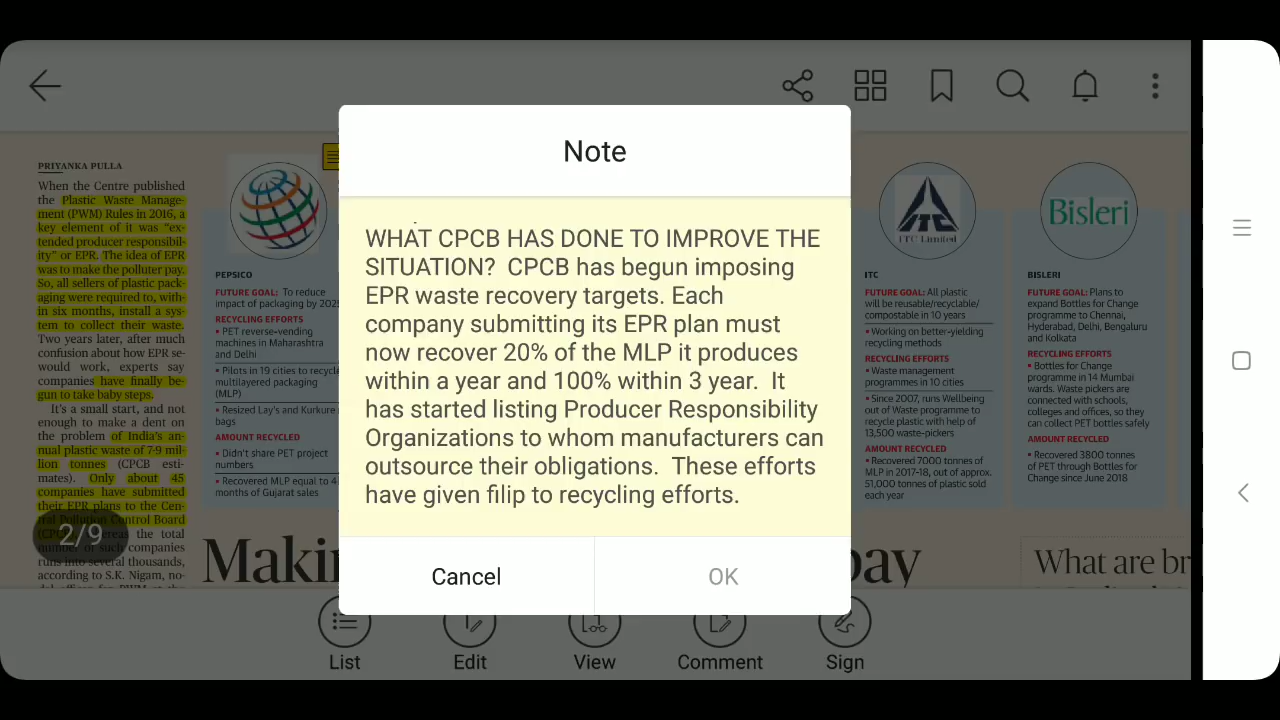 PRIYANKA PULLA
When the Centre published
the Plastic Waste Manage-
ment (PWM) Rules in 2016, a
key element of it was “ex-
tended producer responsibil-
ity” or EPR. The idea of EPR
was to make the polluter pay.
So, all sellers of plastic pack-
aging were required to, with-
in six months, install a sys-
tem to collect their waste.
Two years later, after much
confusion about how EPR
would work, experts say
companies have finally be-
gun to take baby steps.
It's a small start, and not
enough to make a dent on
the problem of India's an-
nual plastic waste of 7-9 mil-
lion tonnes (CPCB esti-
mates). Only about 45
companies have submitted
their EPR plans to the Cen-
tral Pollution Control Board
the total
of such companies
runs into several thousands,
according to S.K. Nigam, no-
2/9
PEPSICO
FUTURE GOAL: To reduce
impact of packaging by
RECYCLING EFFORTS
• PET reverse-vending
machines in Maharashtra
and Delhi
• Pilots in 19 cities to recycle
multilayered packaging
(MLP)
• Resized Lay's and Kurkure
bags
AMOUNT RECYCLED
• Didn't share PET project
numbers
• Recovered MLP equal to
months of Gujarat sales
Note
WHAT CPCB HAS DONE TO IMPROVE THE
SITUATION? CPCB has begun imposing
EPR waste recovery targets. Each
company submitting its EPR plan must
now recover 20% of the MLP it produces
within a year and 100% within 3 year. It
has started listing Producer Responsibility
Organizations to whom manufacturers can
outsource their obligations. These efforts
have given filip to recycling efforts.
Cancel
OK
ITC Limited
ITC
FUTURE GOAL: All plastic
will be reusable/recyclable/
compostable in 10 years
• Working on better-yielding
recycling methods
RECYCLING EFFORTS
• Waste management
programmes in 10 cities
• Since 2007, runs Wellbeing
Out of Waste programme to
recycle plastic with help of
13,500 waste-pickers
AMOUNT RECYCLED
• Recovered 7000 tonnes of
MLP in 2017-18, out of approx.
51,000 tonnes of plastic sold
each year
Bisleri
BISLERI
FUTURE GOAL: Plans to
expand Bottles for Change
programme to Chennai,
Hyderabad, Delhi, Bengaluru
and Kolkata
RECYCLING EFFORTS
• Bottles for Change
programme in 14 Mumbai
wards. Waste pickers are
connected with schools,
colleges and offices, so they
can collect PET bottles safely
AMOUNT RECYCLED
• Recovered 3800 tonnes
of PET through Bottles for
Change since June 2018
Makin
pay
What are br
List
Edit
View
Comment
Sign